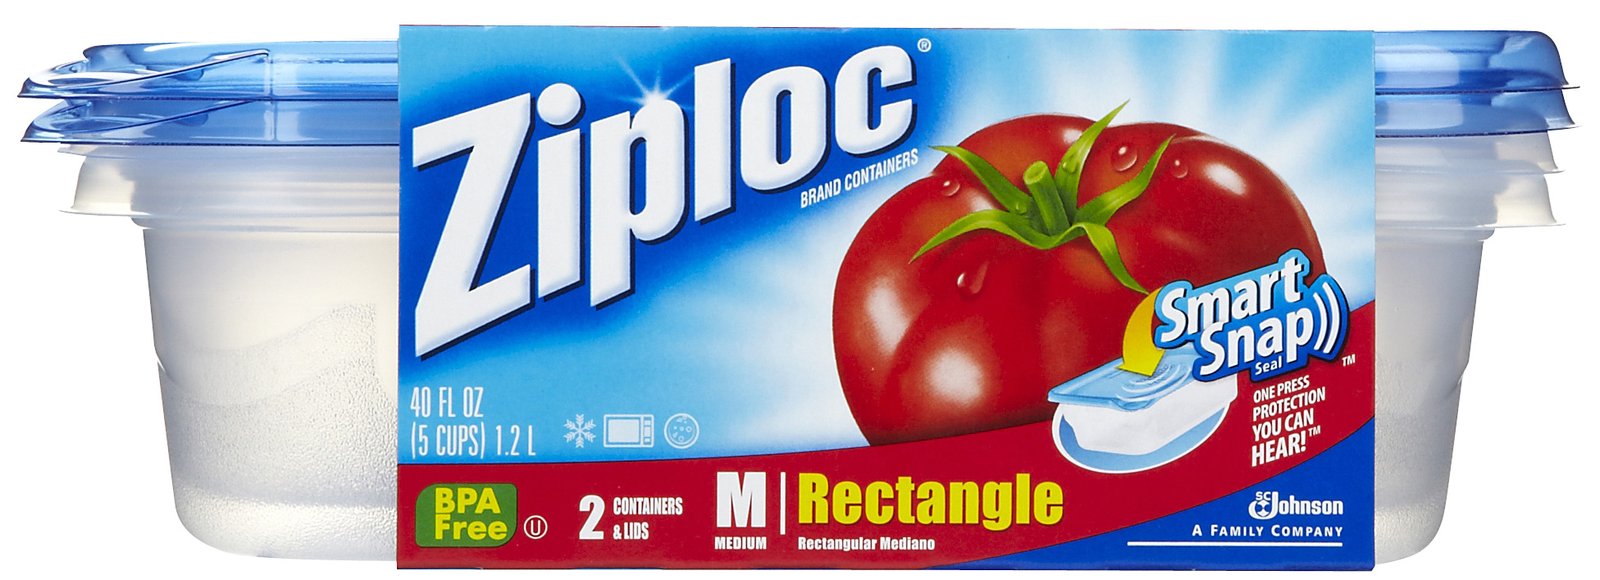 Ziploc®
BRAND CONTAINERS
Smart
Snap
Seal
™
ONE PRESS
PROTECTION
YOU CAN
HEAR!™
40 FL OZ
(5 CUPS) 1.2 L
BPA
Free
U
2 CONTAINERS
& LIDS
M
MEDIUM
Rectangle
Rectangular Mediano
SC Johnson
A FAMILY COMPANY